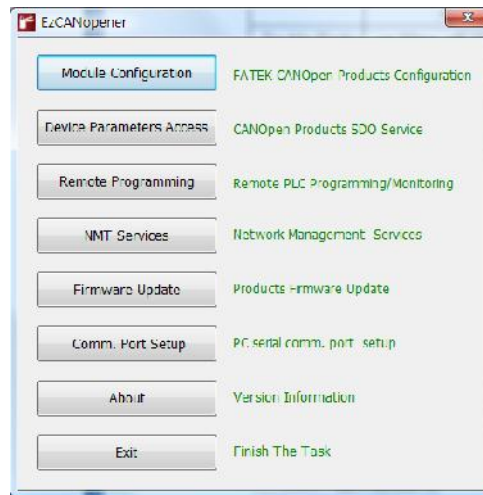 EzCANopener
Module Configuration FATEK CANOpen Products Configuration
Device Parameters Access CANOpen Products SDO Service
Remote Programming Remote PLC Programming/Monitoring
NMT Services Network Management Services
Firmware Update Products Firmware Update
Comm. Port Setup PC serial comm. port setup
About Version Information
Exit Finish The Task